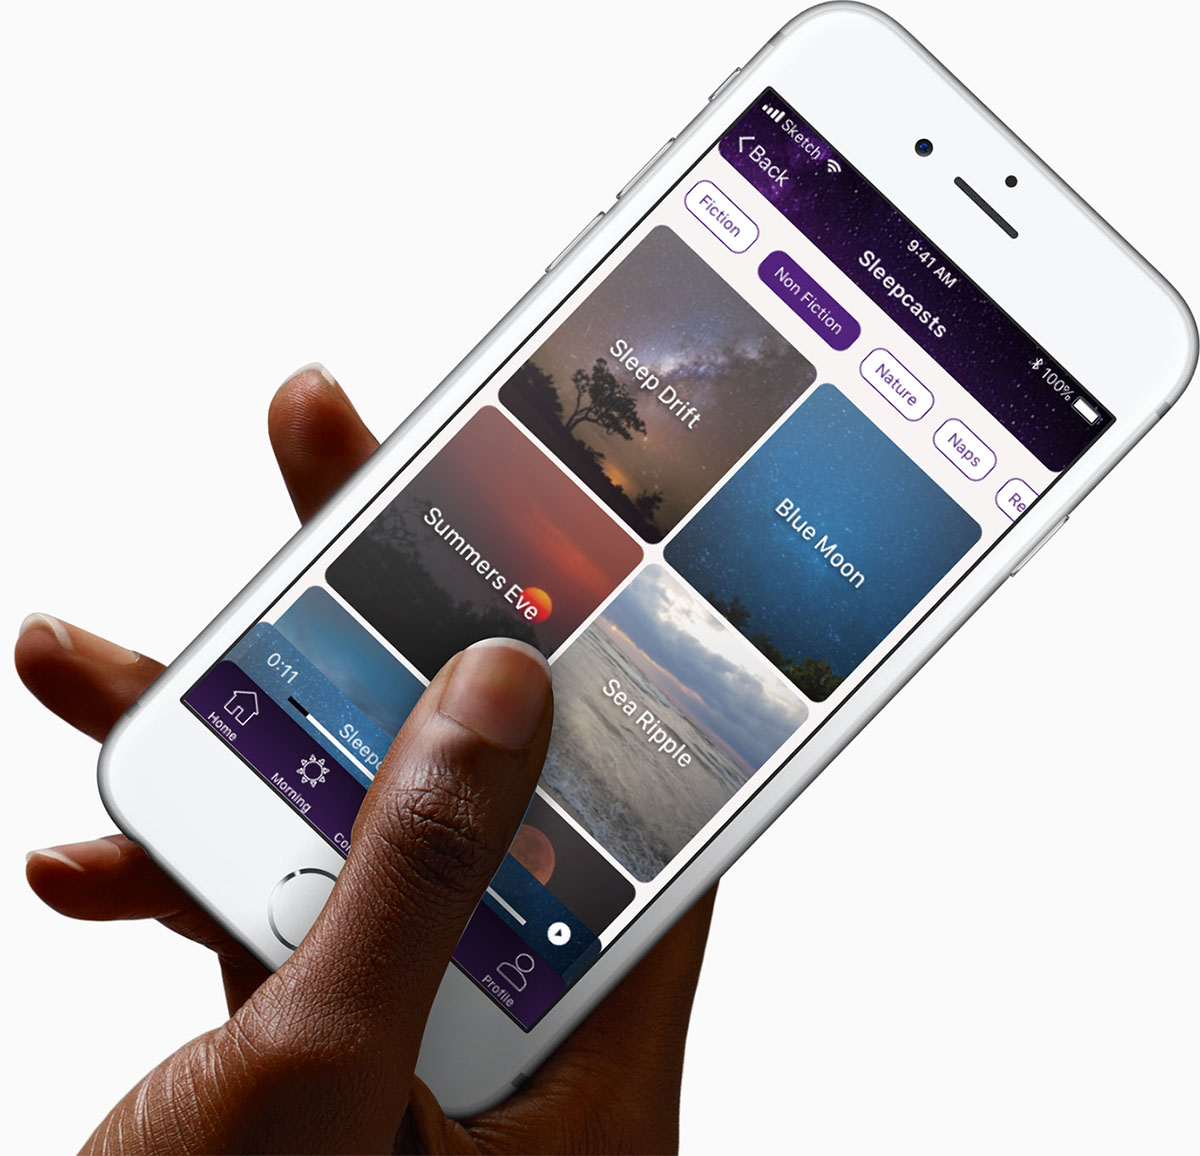 Sketch
9:41 AM
100%
Back
Sleepcasts
Fiction
Non Fiction
Nature
Naps
Re
Sleep Drift
Blue Moon
Summers Eve
Sea Ripple
0:11
Sleepc
Home
Morning
Co
Profile